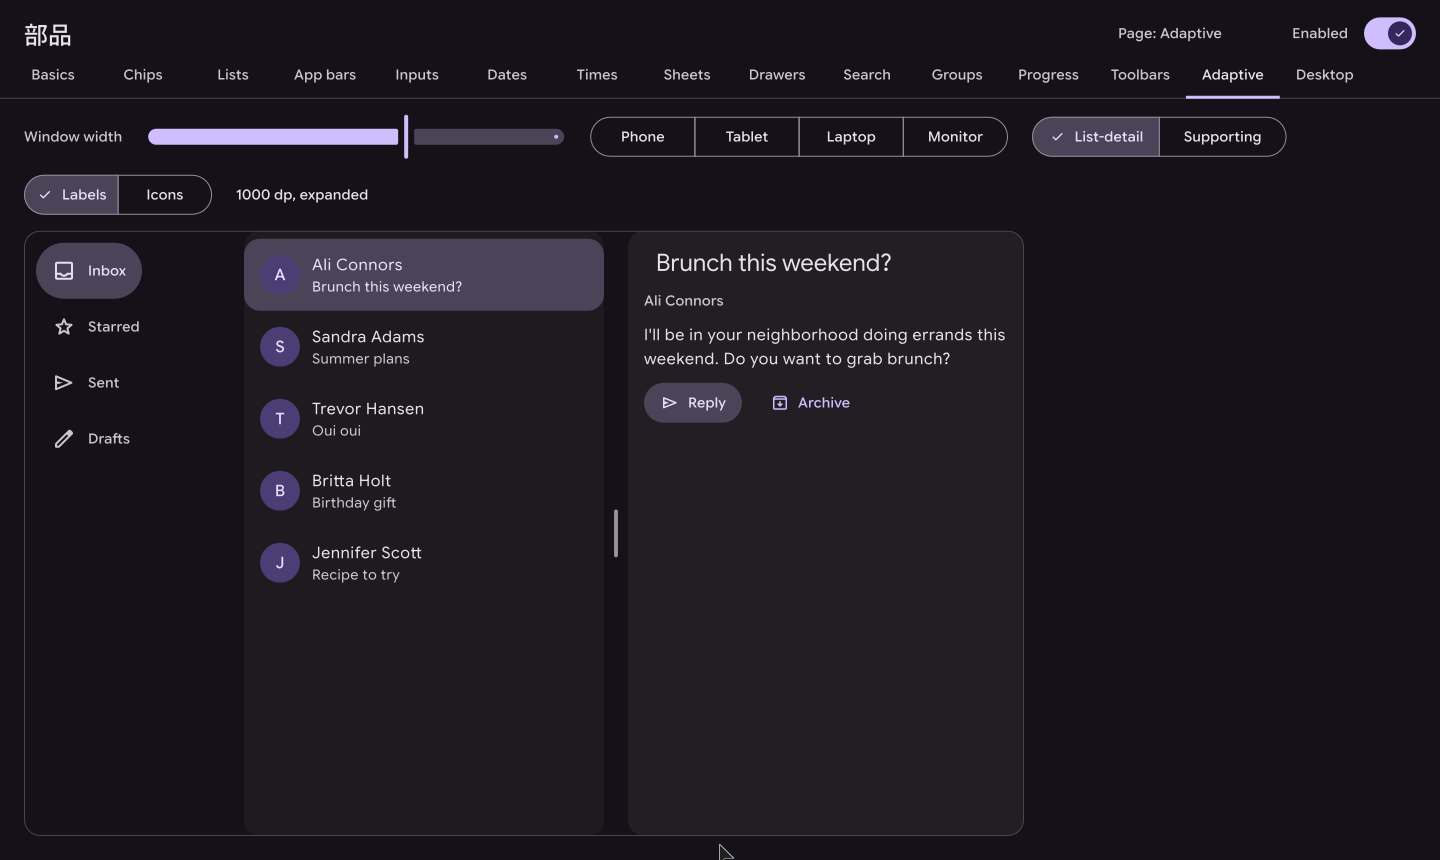 部品
Page: Adaptive
Enabled
Basics
Chips
Lists
App bars
Inputs
Dates
Times
Sheets
Drawers
Search
Groups
Progress
Toolbars
Adaptive
Desktop
Window width
Phone
Tablet
Laptop
Monitor
List-detail
Supporting
Labels
Icons
1000 dp, expanded
Inbox
Starred
Sent
Drafts
A
Ali Connors
Brunch this weekend?
S
Sandra Adams
Summer plans
T
Trevor Hansen
Oui oui
B
Britta Holt
Birthday gift
J
Jennifer Scott
Recipe to try
Brunch this weekend?
Ali Connors
I'll be in your neighborhood doing errands this
weekend. Do you want to grab brunch?
Reply
Archive